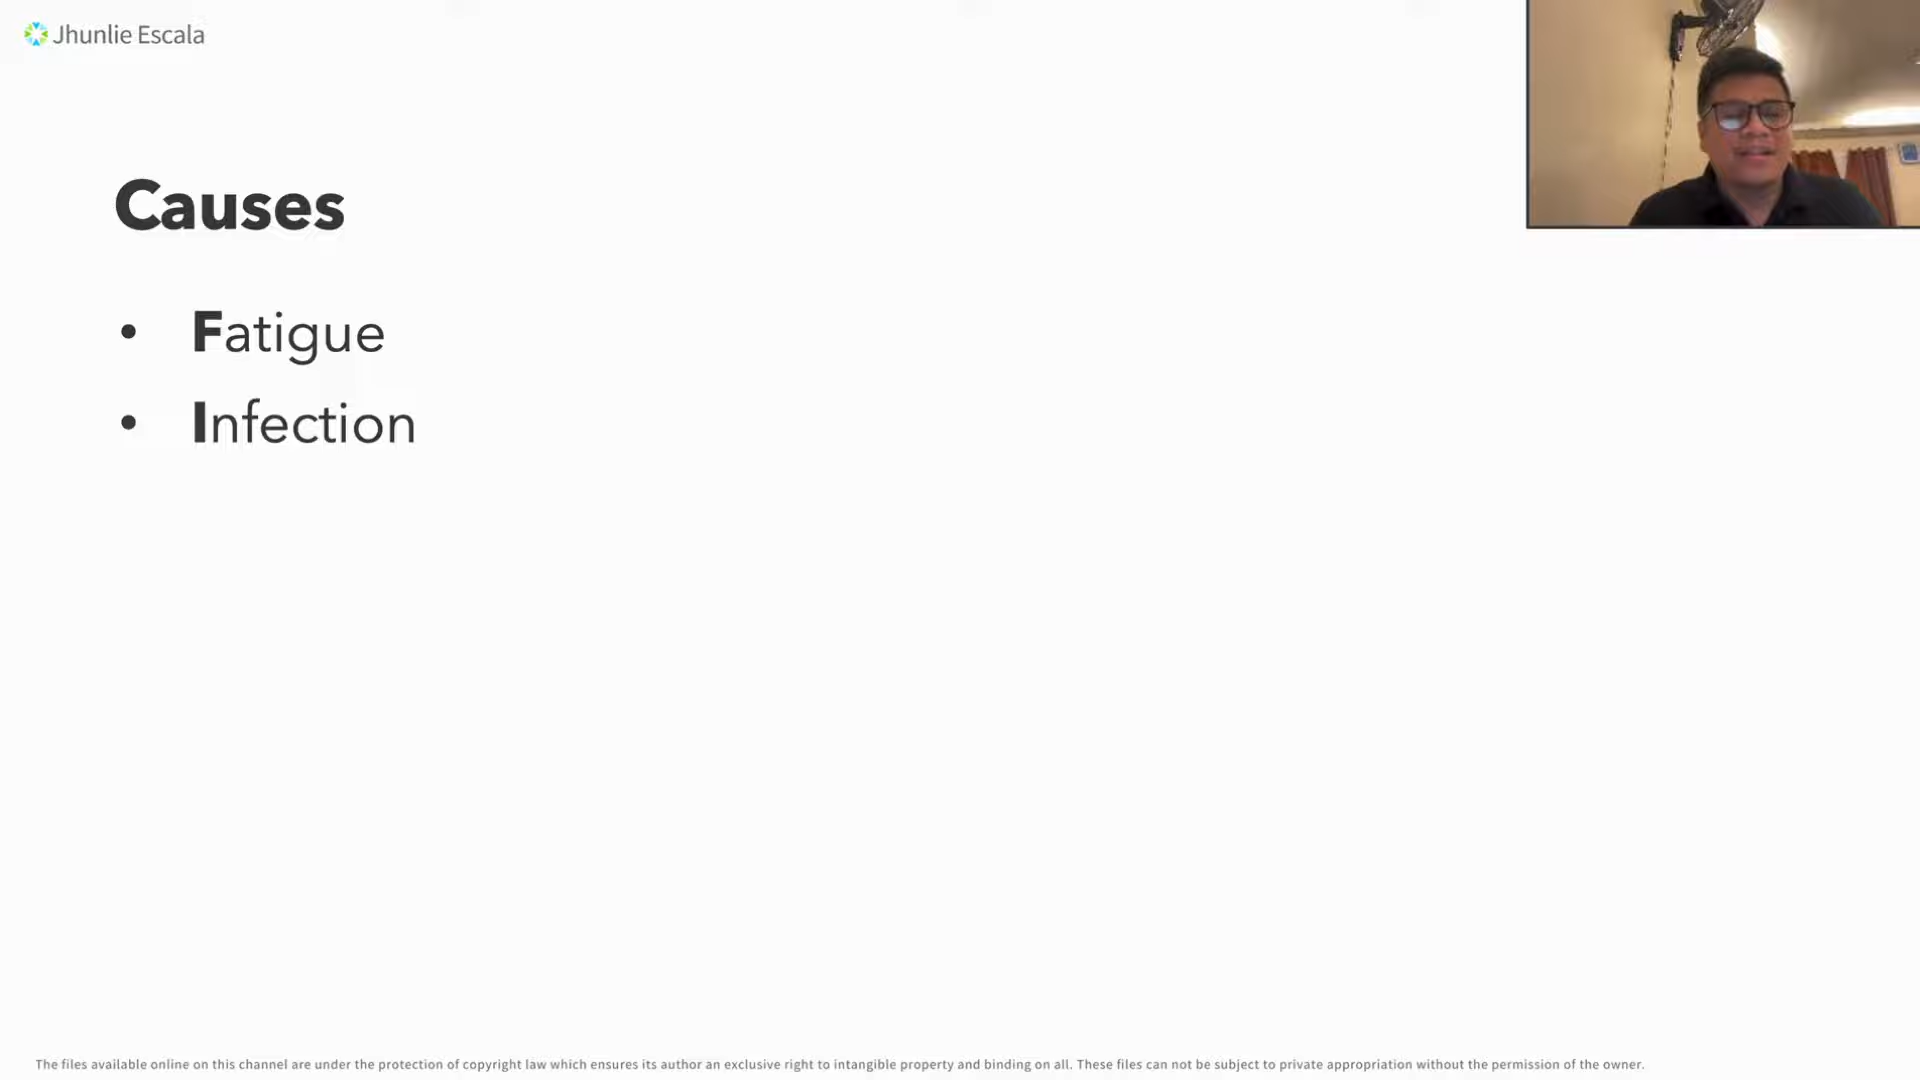 Jhunlie Escala
Causes
• Fatigue
• Infection
The files available online on this channel are under the protection of copyright law which ensures its author an exclusive right to intangible property and binding on all. These files can not be subject to private appropriation without the permission of the owner.